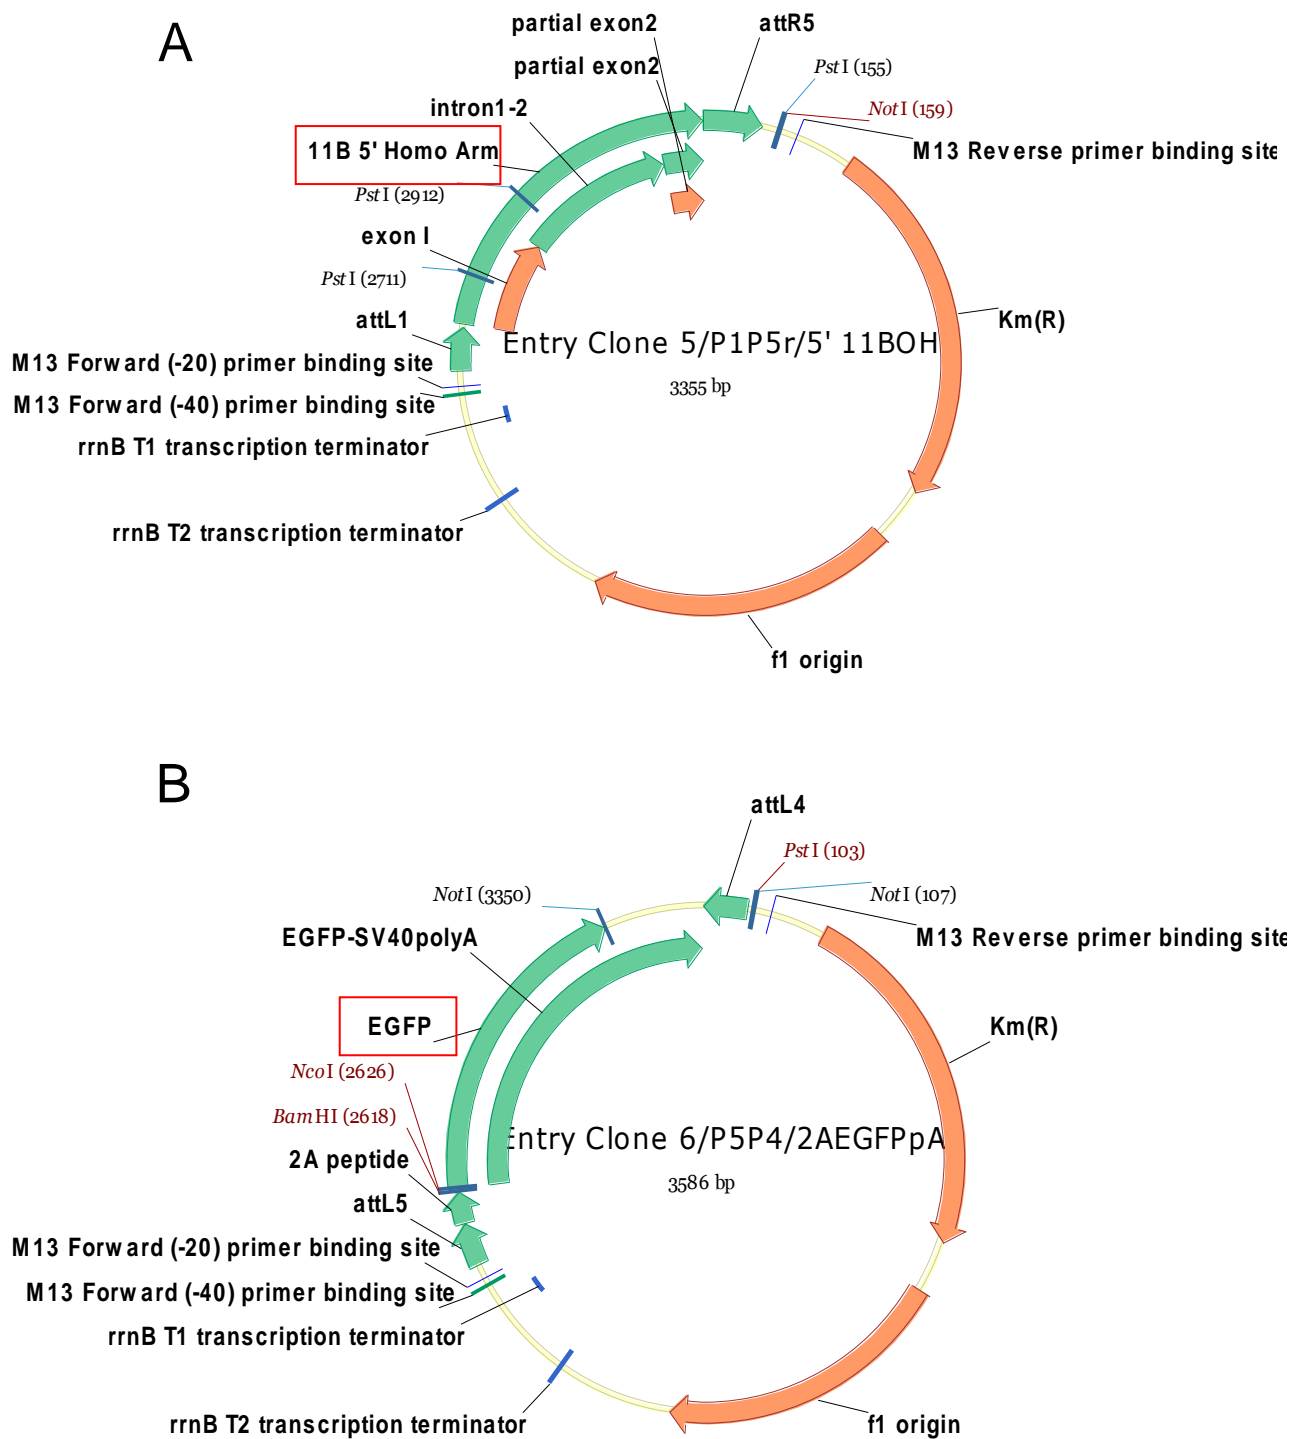 A
partial exon2
attR5
partial exon2
PstI (155)
intron1-2
NotI (159)
11B 5' Homo Arm
M13 Reverse primer binding site
PstI (2912)
exon I
PstI (2711)
attL1
Entry Clone 5/P1P5r/5' 11BOH
Km(R)
M13 Forward (-20) primer binding site
3355 bp
M13 Forward (-40) primer binding site
rrnB T1 transcription terminator
rrnB T2 transcription terminator
f1 origin
B
attL4
PstI (103)
NotI (3350)
NotI (107)
EGFP-SV40polyA
M13 Reverse primer binding site
EGFP
Km(R)
NcoI (2626)
BamHI (2618)
Entry Clone 6/P5P4/2AEGFPpA
2A peptide
3586 bp
attL5
M13 Forward (-20) primer binding site
M13 Forward (-40) primer binding site
rrnB T1 transcription terminator
rrnB T2 transcription terminator
f1 origin